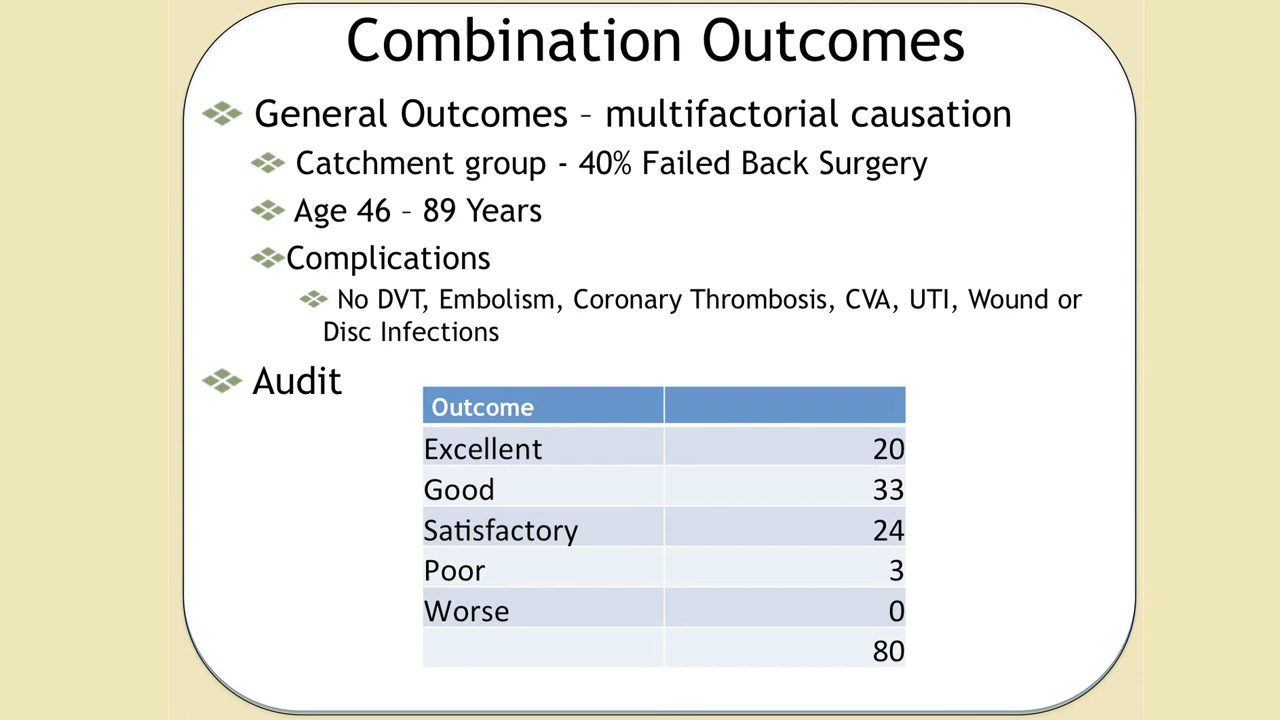 Combination Outcomes
General Outcomes – multifactorial causation
Catchment group - 40% Failed Back Surgery
Age 46 – 89 Years
Complications
No DVT, Embolism, Coronary Thrombosis, CVA, UTI, Wound or
Disc Infections
Audit
Outcome
Excellent 20
Good 33
Satisfactory 24
Poor 3
Worse 0
80